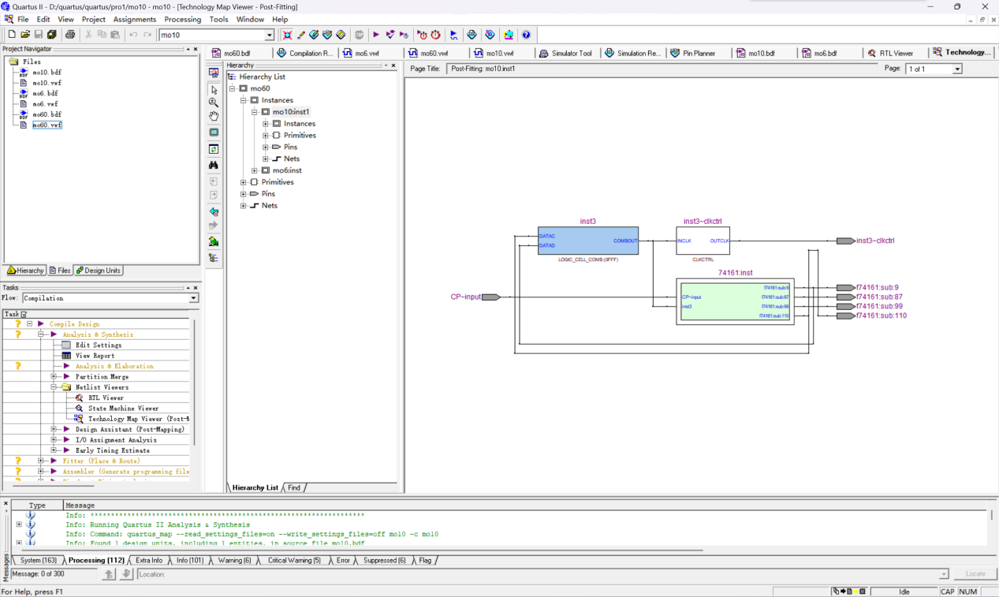 Quartus II - D:/quartus/quartus/pro1/mo10 - mo10 - [Technology Map Viewer - Post-Fitting]
File Edit View Project Assignments Processing Tools Window Help
mo10
Project Navigator
Files
mo10.bdf
mo10.vwf
mo6.bdf
mo6.vwf
mo60.bdf
mo60.vwf
Hierarchy Files Design Units
Tasks
Flow: Compilation
Task
Compile Design
Analysis & Synthesis
Edit Settings
View Report
Analysis & Elaboration
Partition Merge
Netlist Viewers
RTL Viewer
State Machine Viewer
Technology Map Viewer (Post-M
Design Assistant (Post-Mapping)
I/O Assignment Analysis
Early Timing Estimate
Fitter (Place & Route)
Assembler (Generate programming file
mo60.bdf Compilation R... mo6.vwf mo60.vwf mo10.vwf Simulator Tool Simulation Re... Pin Planner mo10.bdf mo6.bdf RTL Viewer Technology...
Hierarchy
Hierarchy List
mo60
Instances
mo10:inst1
Instances
Primitives
Pins
Nets
mo6:inst
Primitives
Pins
Nets
Hierarchy List Find
Page Title: Post-Fitting: mo10:inst1 Page: 1 of 1
inst3
DATAC
DATAD
COMBOUT
LOGIC_CELL_COMB (0FFF)
inst3~clkctrl
INCLK OUTCLK
CLKCTRL
inst3~clkctrl
74161:inst
CP~input
CP~input
inst3
f74161:sub:9
f74161:sub:87
f74161:sub:99
f74161:sub:110
f74161:sub:9
f74161:sub:87
f74161:sub:99
f74161:sub:110
Type Message
Info: *******************************************************************
Info: Running Quartus II Analysis & Synthesis
Info: Command: quartus_map --read_settings_files=on --write_settings_files=off mo10 -c mo10
Info: Found 1 design units, including 1 entities, in source file mo10.bdf
System (163) Processing (112) Extra Info Info (101) Warning (6) Critical Warning (5) Error Suppressed (6) Flag
Messages
Message: 0 of 300 Location: Locate
For Help, press F1 Idle CAP NUM